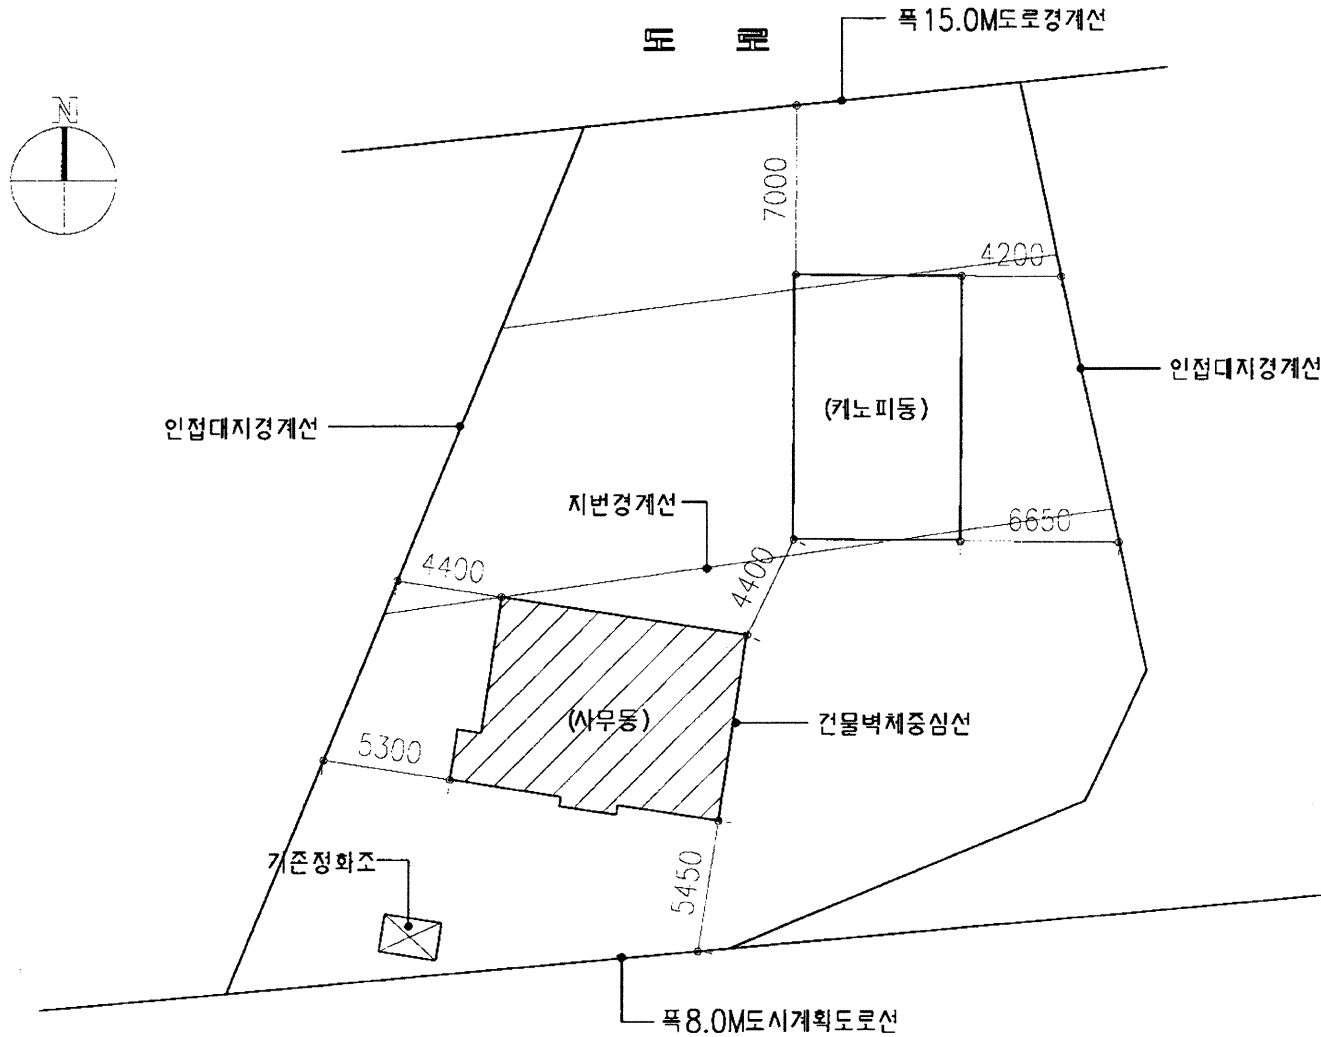 폭15.0M도로경계선
도 로
N
7000
4200
인접대지경계선
(케노피동)
인접대지경계선
지번경계선
6650
4400
4400
(사무동)
건물벽체중심선
5300
기존정화조
5450
폭8.0M도시계획도로선